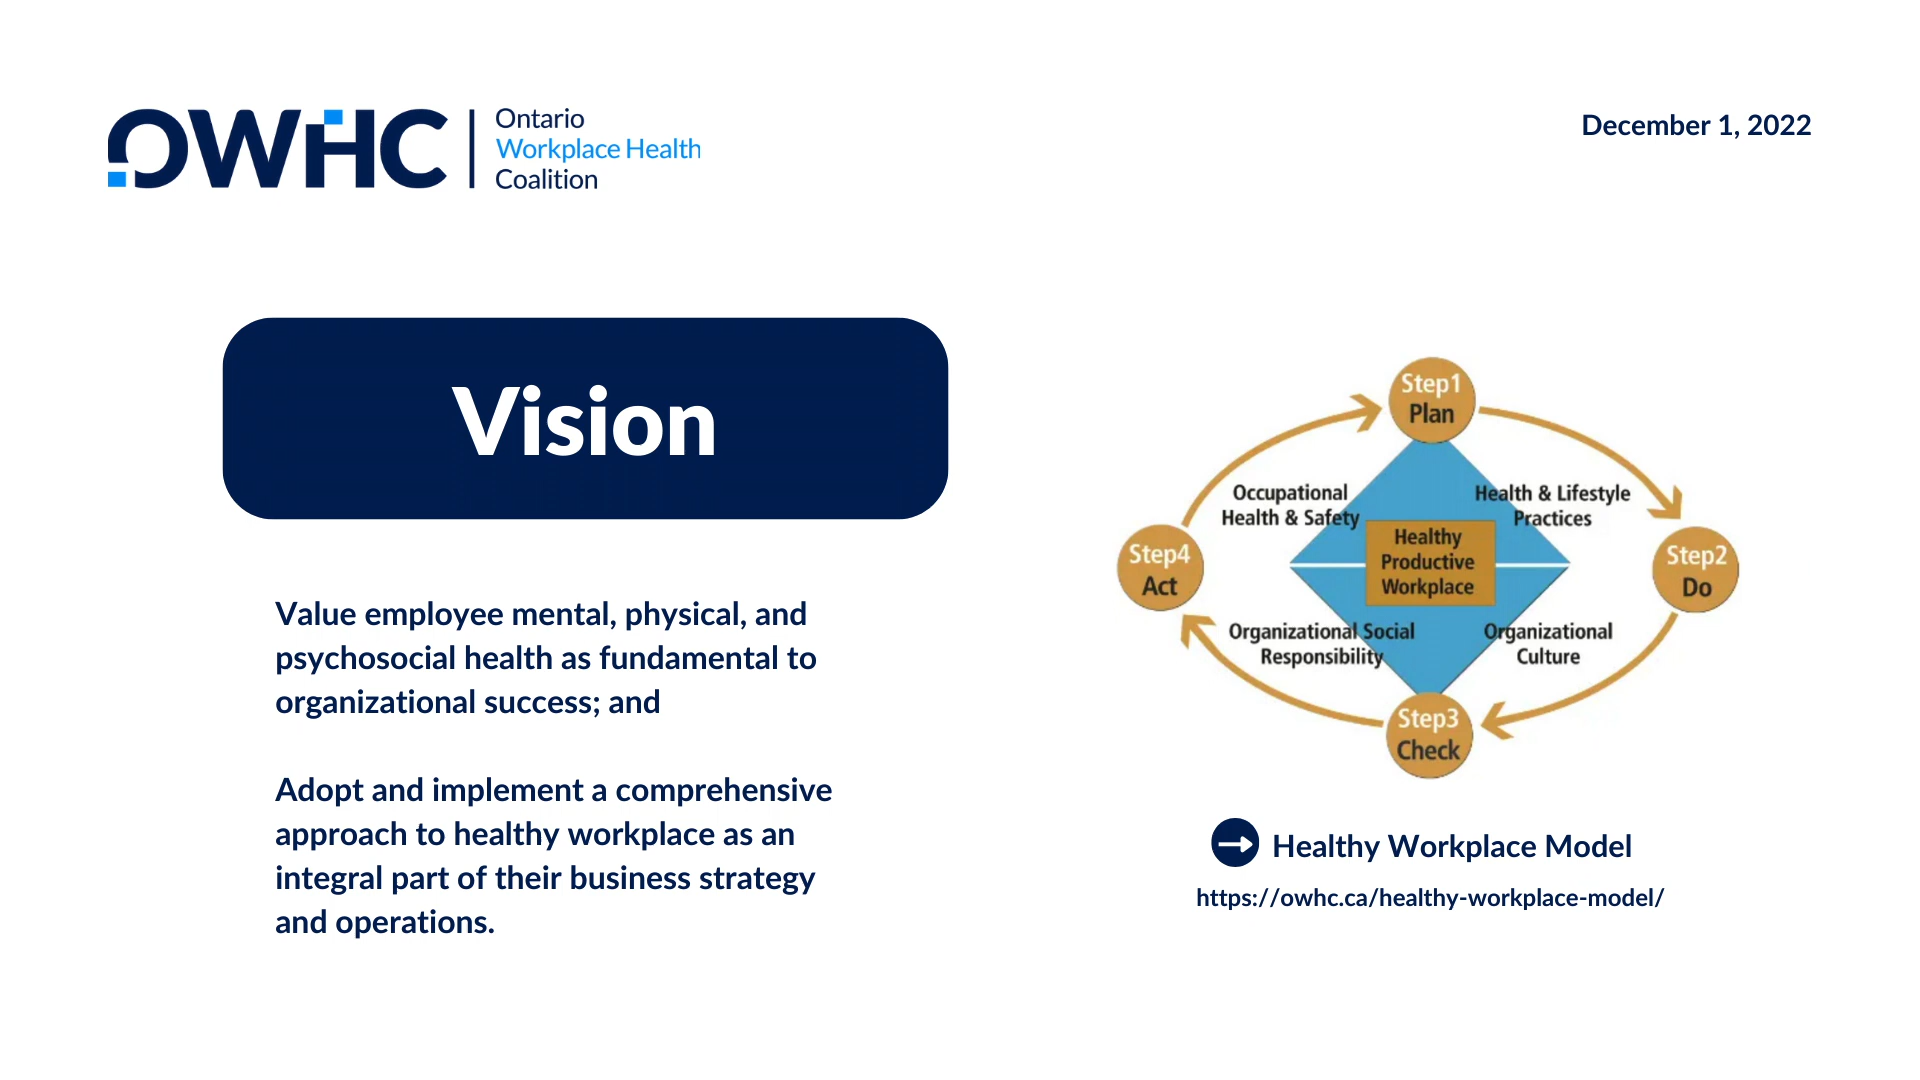 OWHC
Ontario
Workplace Health
Coalition
December 1, 2022
Vision
Value employee mental, physical, and
psychosocial health as fundamental to
organizational success; and
Adopt and implement a comprehensive
approach to healthy workplace as an
integral part of their business strategy
and operations.
Step1
Plan
Occupational
Health & Safety
Health & Lifestyle
Practices
Healthy
Productive
Workplace
Step4
Act
Step2
Do
Organizational Social
Responsibility
Organizational
Culture
Step3
Check
Healthy Workplace Model
https://owhc.ca/healthy-workplace-model/